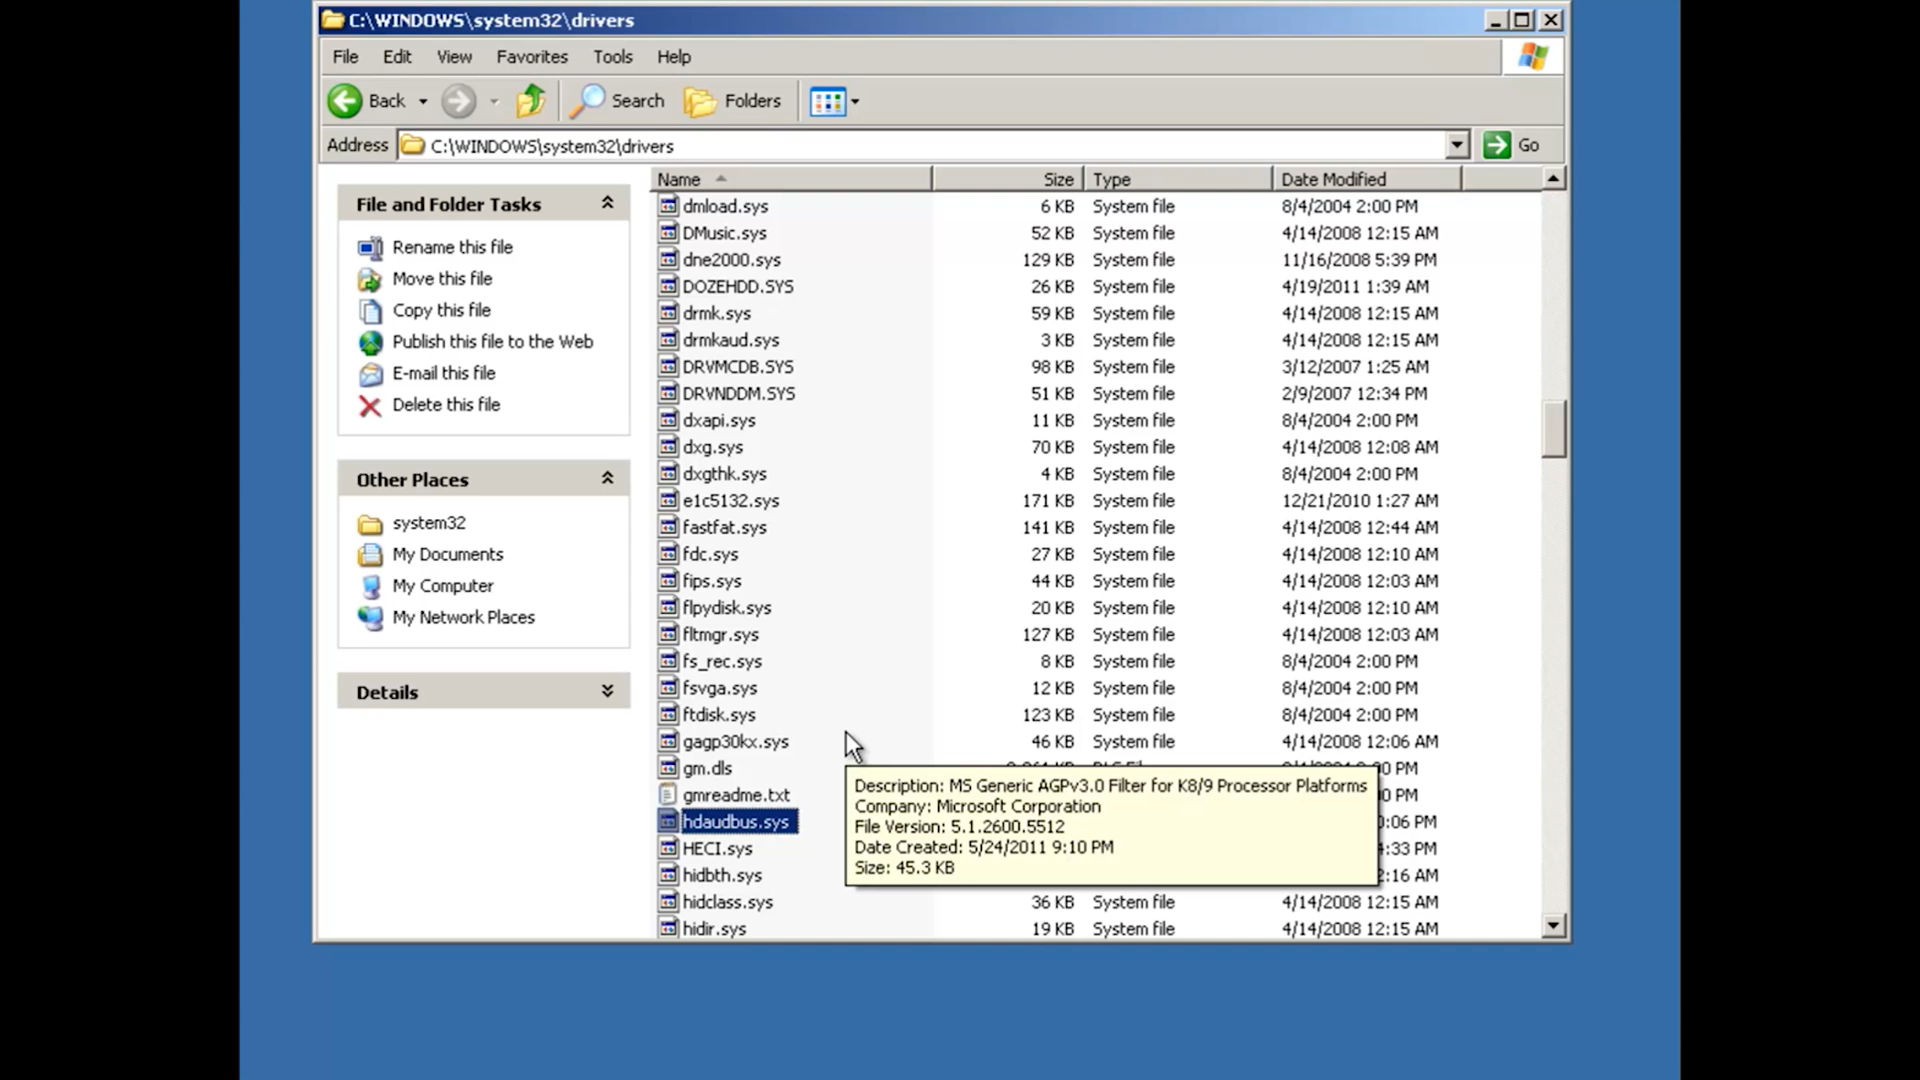 C:\WINDOWS\system32\drivers
File Edit View Favorites Tools Help
Back Search Folders
Address C:\WINDOWS\system32\drivers Go
File and Folder Tasks
Rename this file
Move this file
Copy this file
Publish this file to the Web
E-mail this file
Delete this file
Other Places
system32
My Documents
My Computer
My Network Places
Details
Name Size Type Date Modified
dmload.sys 6 KB System file 8/4/2004 2:00 PM
DMusic.sys 52 KB System file 4/14/2008 12:15 AM
dne2000.sys 129 KB System file 11/16/2008 5:39 PM
DOZEHDD.SYS 26 KB System file 4/19/2011 1:39 AM
drmk.sys 59 KB System file 4/14/2008 12:15 AM
drmkaud.sys 3 KB System file 4/14/2008 12:15 AM
DRVMCDB.SYS 98 KB System file 3/12/2007 1:25 AM
DRVNDDM.SYS 51 KB System file 2/9/2007 12:34 PM
dxapi.sys 11 KB System file 8/4/2004 2:00 PM
dxg.sys 70 KB System file 4/14/2008 12:08 AM
dxgthk.sys 4 KB System file 8/4/2004 2:00 PM
e1c5132.sys 171 KB System file 12/21/2010 1:27 AM
fastfat.sys 141 KB System file 4/14/2008 12:44 AM
fdc.sys 27 KB System file 4/14/2008 12:10 AM
fips.sys 44 KB System file 4/14/2008 12:03 AM
flpydisk.sys 20 KB System file 4/14/2008 12:10 AM
fltmgr.sys 127 KB System file 4/14/2008 12:03 AM
fs_rec.sys 8 KB System file 8/4/2004 2:00 PM
fsvga.sys 12 KB System file 8/4/2004 2:00 PM
ftdisk.sys 123 KB System file 8/4/2004 2:00 PM
gagp30kx.sys 46 KB System file 4/14/2008 12:06 AM
gm.dls PM
gmreadme.txt PM
hdaudbus.sys :06 PM
HECI.sys :33 PM
hidbth.sys :16 AM
hidclass.sys 36 KB System file 4/14/2008 12:15 AM
hidir.sys 19 KB System file 4/14/2008 12:15 AM
Description: MS Generic AGPv3.0 Filter for K8/9 Processor Platforms
Company: Microsoft Corporation
File Version: 5.1.2600.5512
Date Created: 5/24/2011 9:10 PM
Size: 45.3 KB